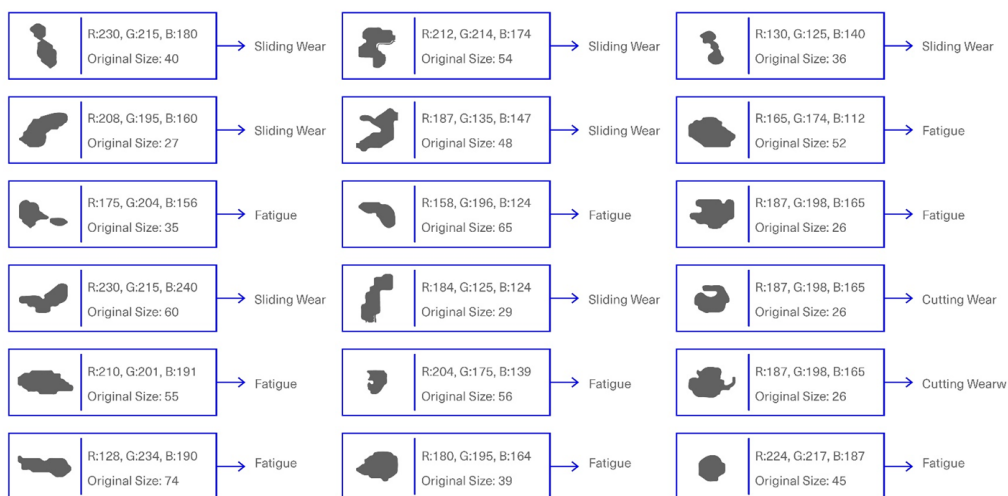 R:230, G:215, B:180
Original Size: 40
Sliding Wear
R:212, G:214, B:174
Original Size: 54
Sliding Wear
R:130, G:125, B:140
Original Size: 36
Sliding Wear
R:208, G:195, B:160
Original Size: 27
Sliding Wear
R:187, G:135, B:147
Original Size: 48
Sliding Wear
R:165, G:174, B:112
Original Size: 52
Fatigue
R:175, G:204, B:156
Original Size: 35
Fatigue
R:158, G:196, B:124
Original Size: 65
Fatigue
R:187, G:198, B:165
Original Size: 26
Fatigue
R:230, G:215, B:240
Original Size: 60
Sliding Wear
R:184, G:125, B:124
Original Size: 29
Sliding Wear
R:187, G:198, B:165
Original Size: 26
Cutting Wear
R:210, G:201, B:191
Original Size: 55
Fatigue
R:204, G:175, B:139
Original Size: 56
Fatigue
R:187, G:198, B:165
Original Size: 26
Cutting Wearw
R:128, G:234, B:190
Original Size: 74
Fatigue
R:180, G:195, B:164
Original Size: 39
Fatigue
R:224, G:217, B:187
Original Size: 45
Fatigue